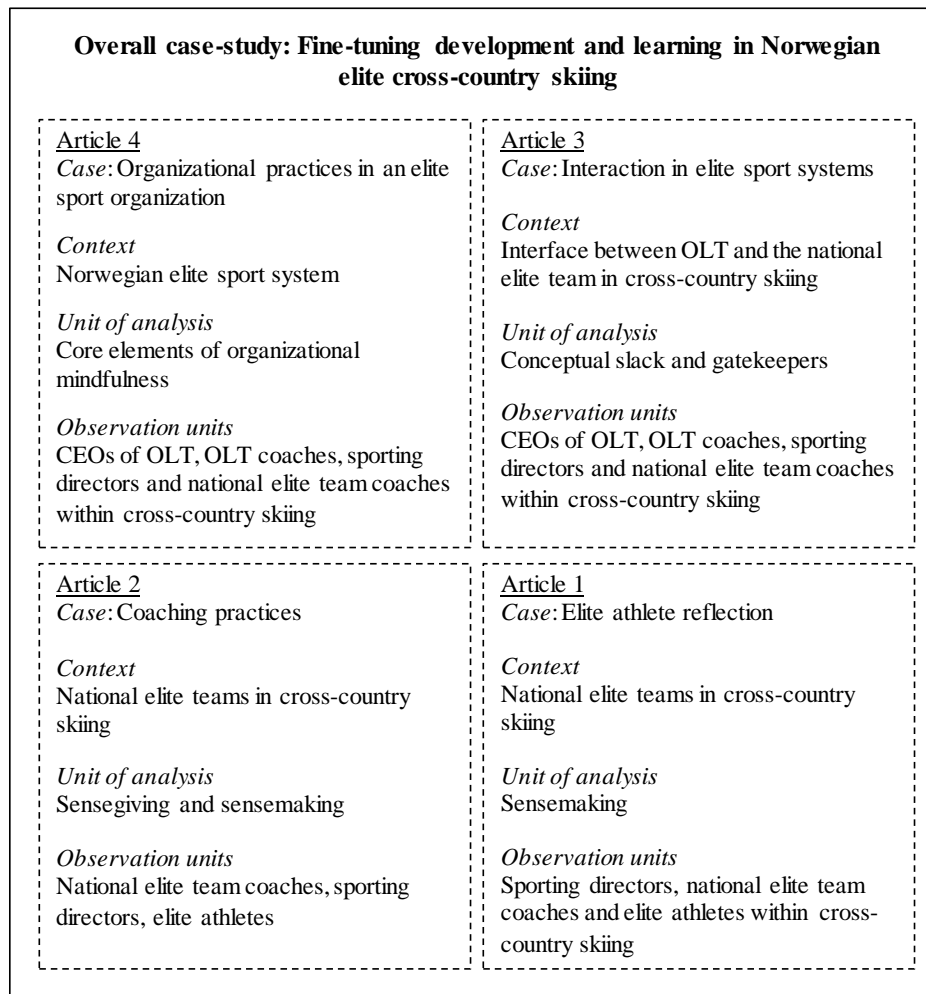 Overall case-study: Fine-tuning development and learning in Norwegian
elite cross-country skiing
Article 4
Case: Organizational practices in an elite
sport organization
Context
Norwegian elite sport system
Unit of analysis
Core elements of organizational
mindfulness
Observation units
CEOs of OLT, OLT coaches, sporting
directors and national elite team coaches
within cross-country skiing
Article 3
Case: Interaction in elite sport systems
Context
Interface between OLT and the national
elite team in cross-country skiing
Unit of analysis
Conceptual slack and gatekeepers
Observation units
CEOs of OLT, OLT coaches, sporting
directors and national elite team coaches
within cross-country skiing
Article 2
Case: Coaching practices
Context
National elite teams in cross-country
skiing
Unit of analysis
Sensegiving and sensemaking
Observation units
National elite team coaches, sporting
directors, elite athletes
Article 1
Case: Elite athlete reflection
Context
National elite teams in cross-country
skiing
Unit of analysis
Sensemaking
Observation units
Sporting directors, national elite team
coaches and elite athletes within cross-
country skiing